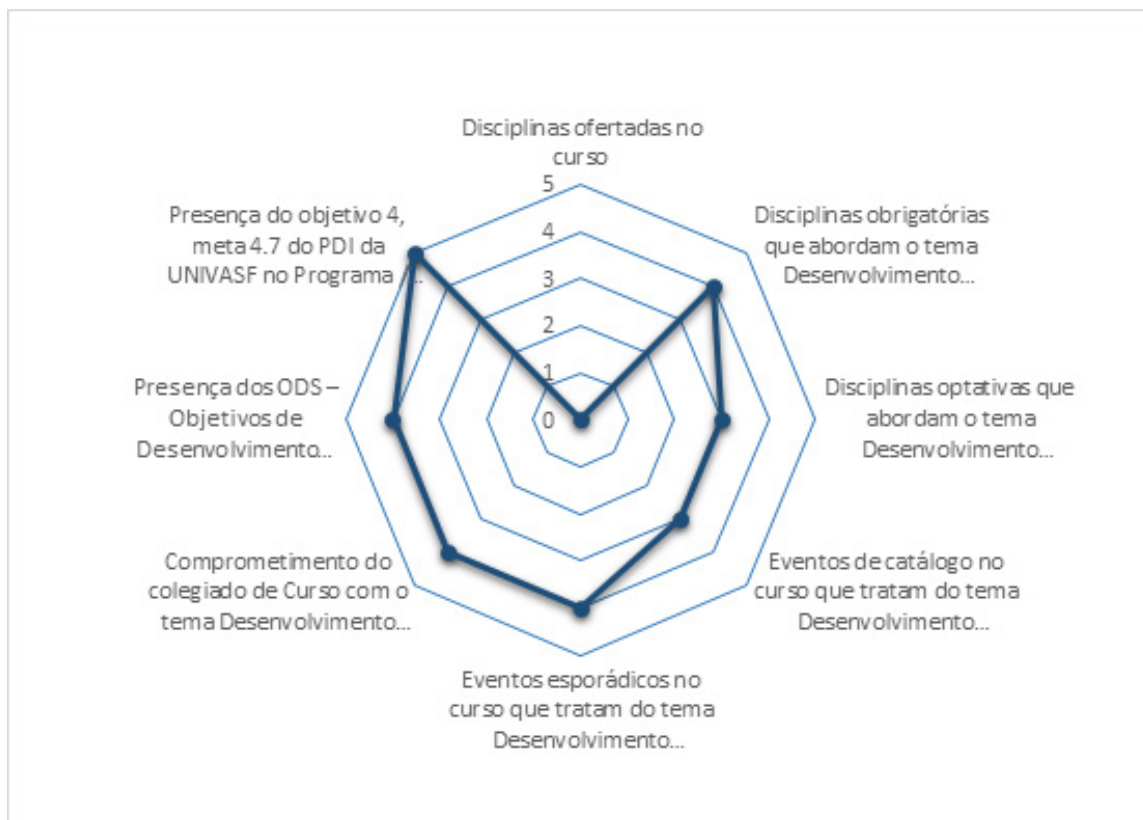 Disciplinas ofertadas no
curso
5
4
3
2
1
0
Disciplinas obrigatórias
que abordam o tema
Desenvolvimento...
Disciplinas optativas que
abordam o tema
Desenvolvimento...
Eventos de catálogo no
curso que tratam do tema
Desenvolvimento...
Eventos esporádicos no
curso que tratam do tema
Desenvolvimento...
Comprometimento do
colegiado de Curso com o
tema Desenvolvimento...
Presença dos ODS –
Objetivos de
Desenvolvimento...
Presença do objetivo 4,
meta 4.7 do PDI da
UNIVASF no Programa /...